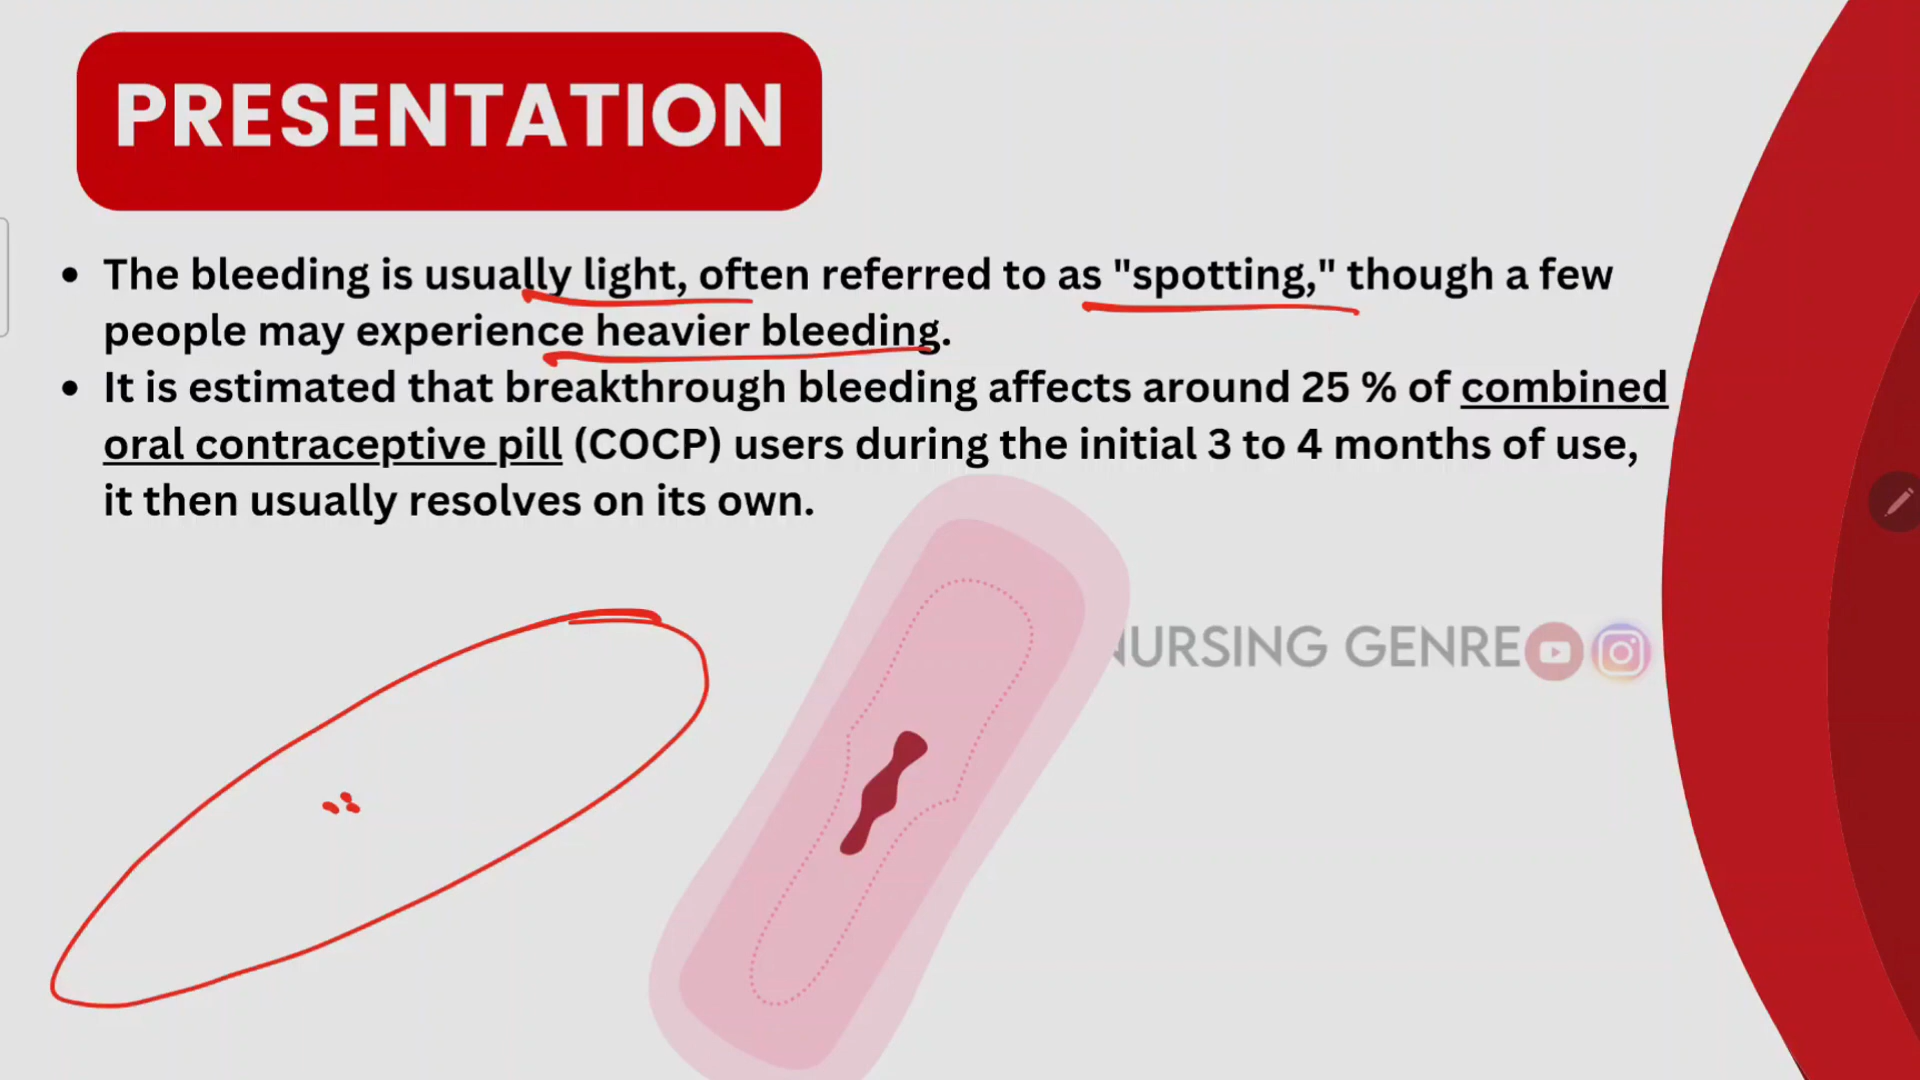 PRESENTATION
• The bleeding is usually light, often referred to as "spotting," though a few
people may experience heavier bleeding.
• It is estimated that breakthrough bleeding affects around 25 % of combined
oral contraceptive pill (COCP) users during the initial 3 to 4 months of use,
it then usually resolves on its own.
NURSING GENRE